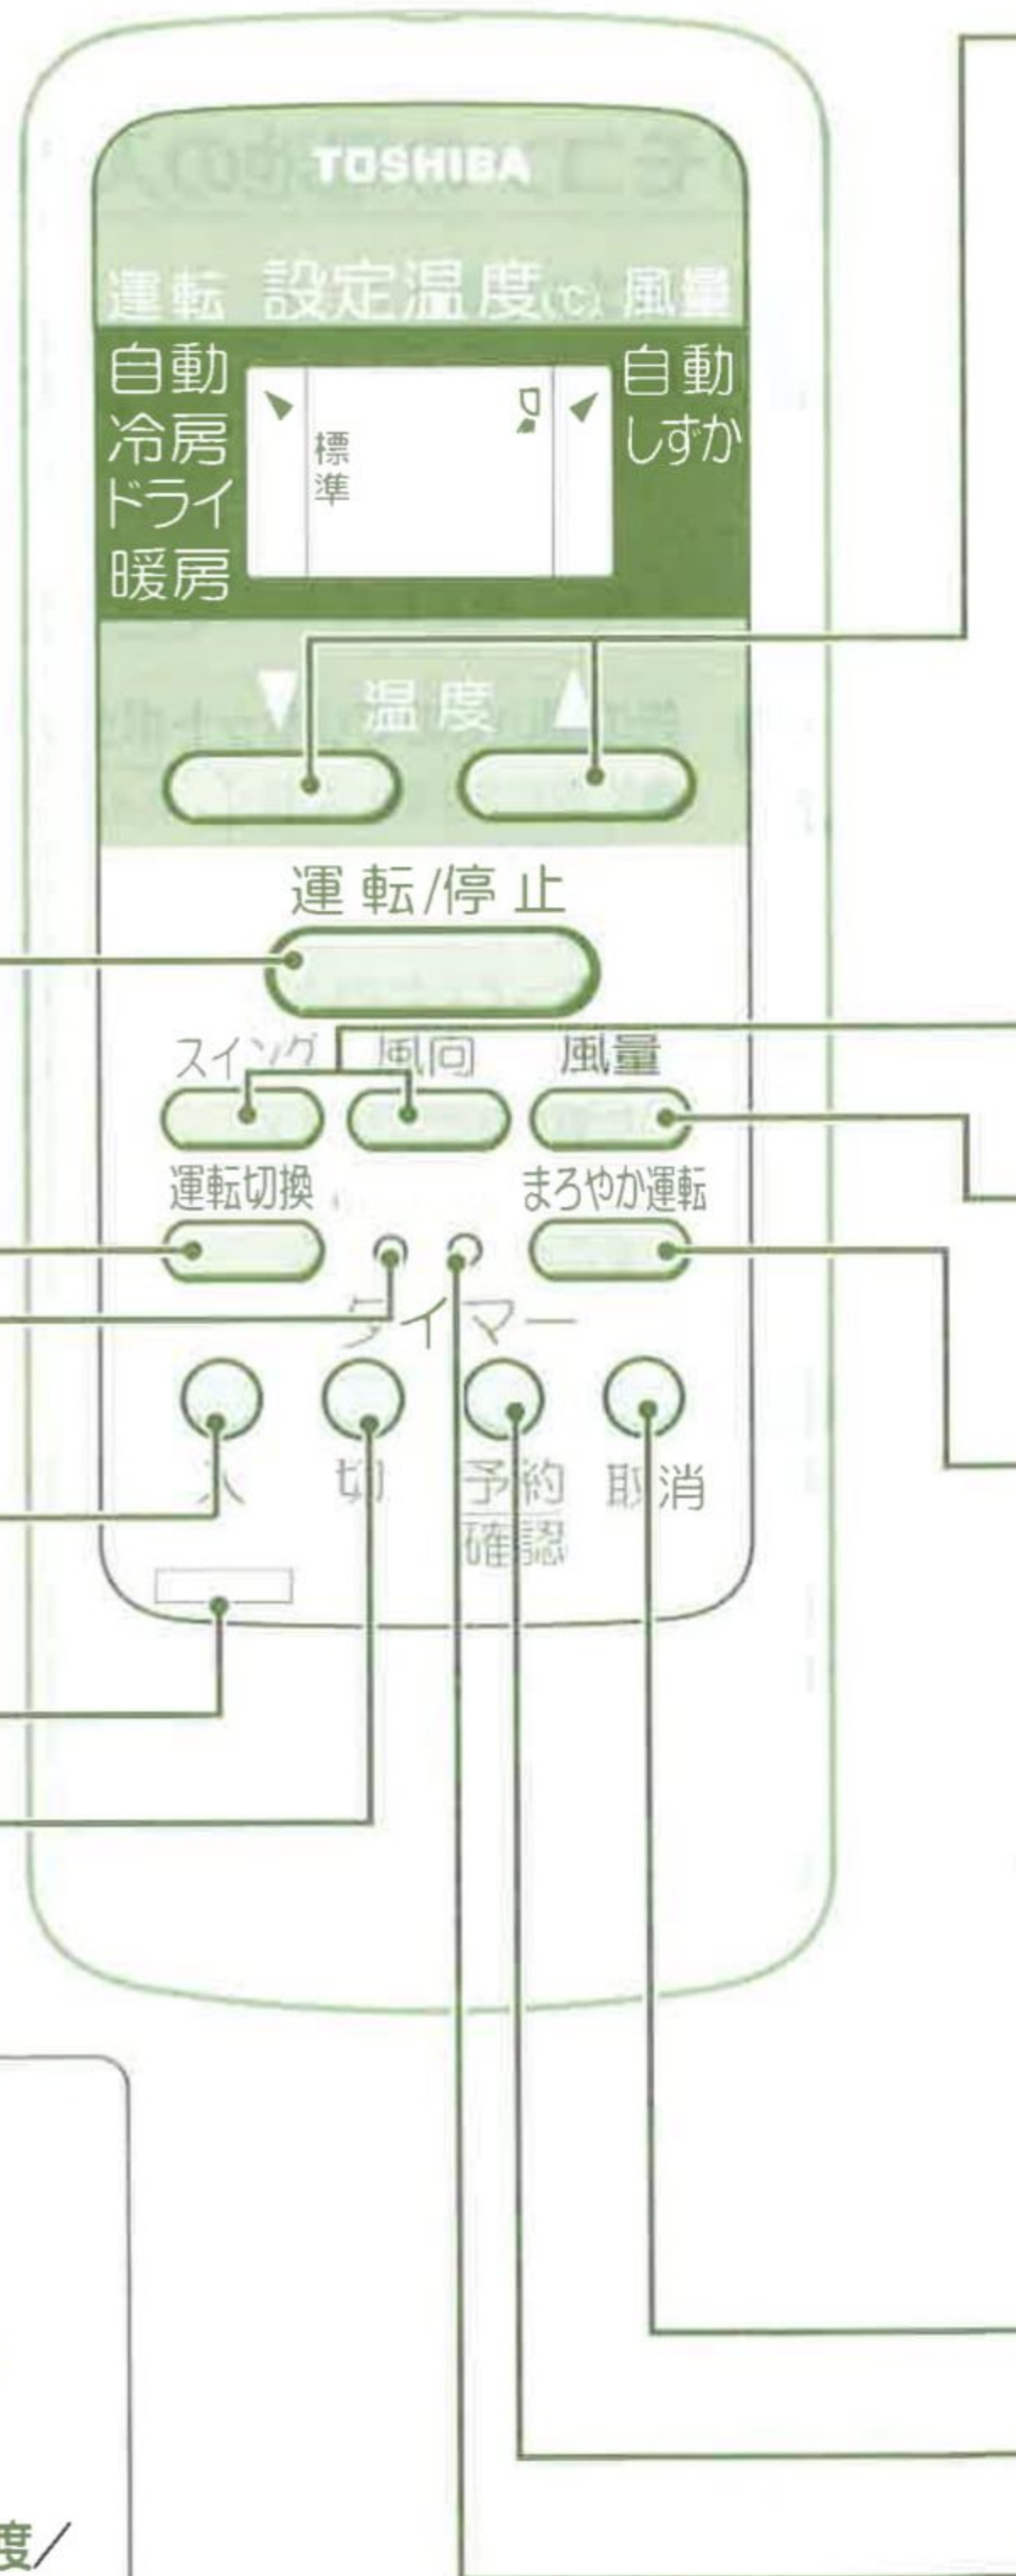 TOSHIBA
運転 設定温度(℃) 風量
自動 自動
冷房 標準 しずか
ドライ
暖房
▼ 温度 ▲
運転/停止
スイング 風向 風量
運転切換 まろやか運転
タイマー
入 切 予約 取消
確認
度/